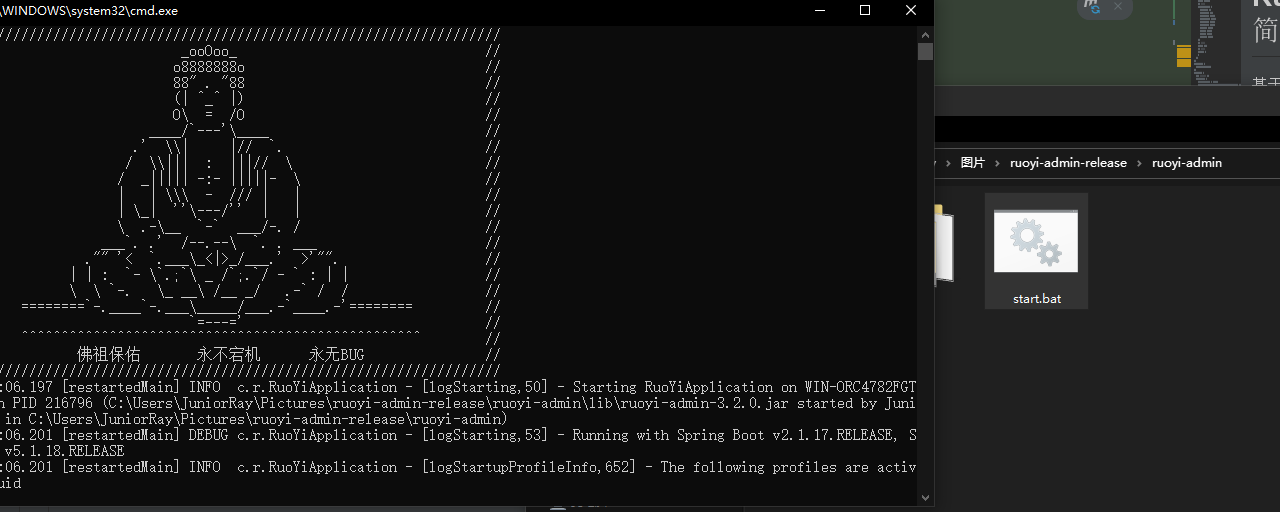 \WINDOWS\system32\cmd.exe
佛祖保佑 永不宕机 永无BUG
:06.197 [restartedMain] INFO c.r.RuoYiApplication - [logStarting,50] - Starting RuoYiApplication on WIN-ORC4782FGT
n PID 216796 (C:\Users\JuniorRay\Pictures\ruoyi-admin-release\ruoyi-admin\lib\ruoyi-admin-3.2.0.jar started by Juni
in C:\Users\JuniorRay\Pictures\ruoyi-admin-release\ruoyi-admin)
:06.201 [restartedMain] DEBUG c.r.RuoYiApplication - [logStarting,53] - Running with Spring Boot v2.1.17.RELEASE, S
v5.1.18.RELEASE
:06.201 [restartedMain] INFO c.r.RuoYiApplication - [logStartupProfileInfo,652] - The following profiles are activ
uid
简
基于
图片 › ruoyi-admin-release › ruoyi-admin
start.bat